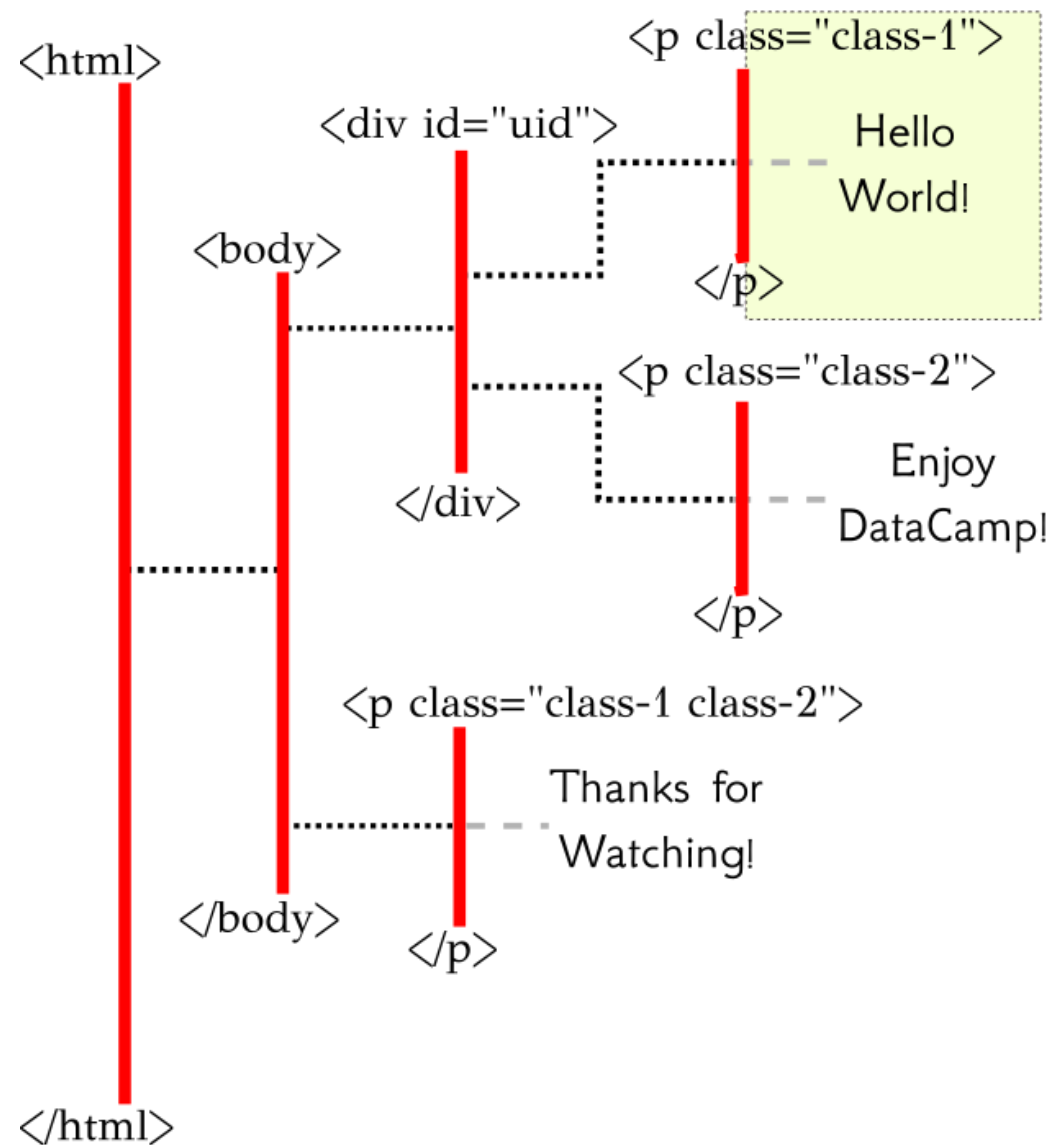 <html>
<body>
<div id="uid">
<p class="class-1">
Hello
World!
</p>
<p class="class-2">
Enjoy
DataCamp!
</p>
</div>
<p class="class-1 class-2">
Thanks for
Watching!
</p>
</body>
</html>